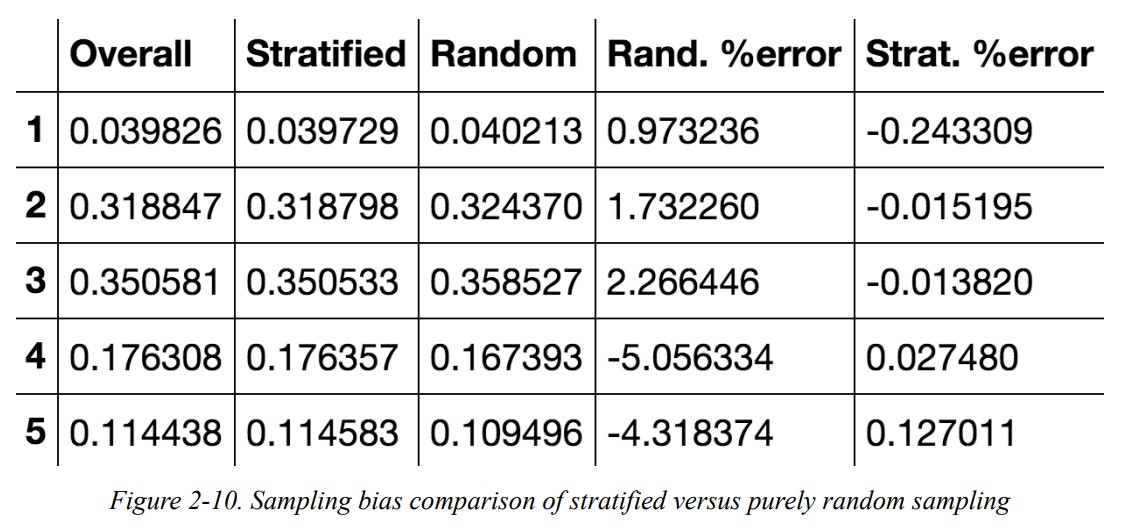 Overall Stratified Random Rand. %error Strat. %error
1 0.039826 0.039729 0.040213 0.973236 -0.243309
2 0.318847 0.318798 0.324370 1.732260 -0.015195
3 0.350581 0.350533 0.358527 2.266446 -0.013820
4 0.176308 0.176357 0.167393 -5.056334 0.027480
5 0.114438 0.114583 0.109496 -4.318374 0.127011
Figure 2-10. Sampling bias comparison of stratified versus purely random sampling